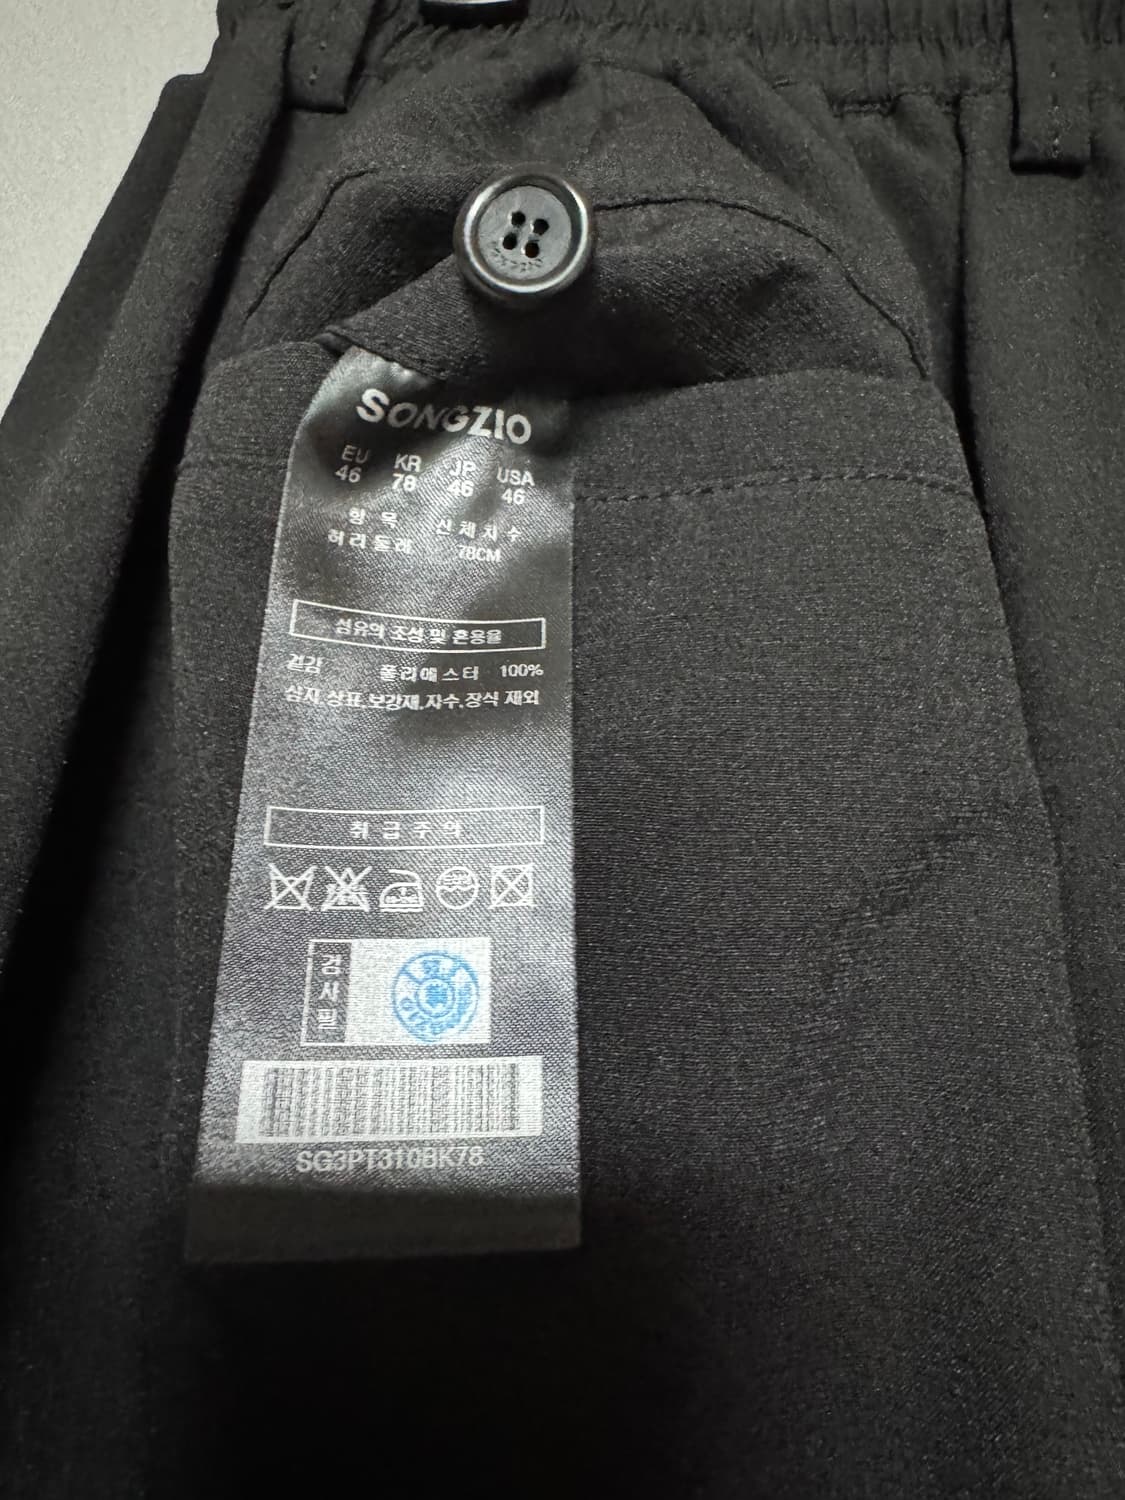 SONGZIO
EU KR JP USA
46 78 46 46
항 목 신 체 치 수
허 리 둘 레 78CM
섬유의 조성 및 혼용율
겉감 폴리에스터 100%
심지.상표.보강재.자수.장식 제외
취 급 주 의
검사필
SG3PT310BK78